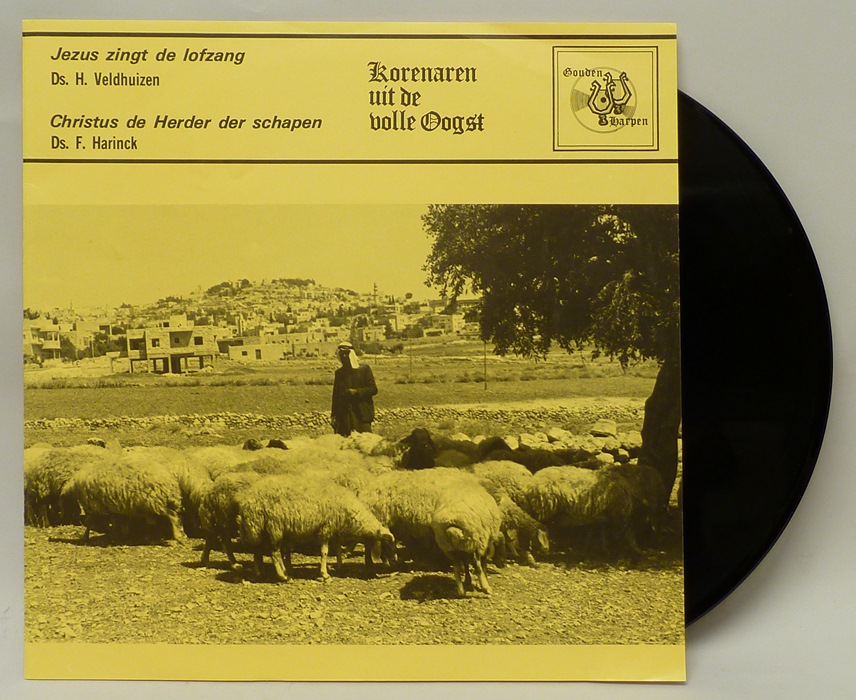 Jezus zingt de lofzang
Ds. H. Veldhuizen
Christus de Herder der schapen
Ds. F. Harinck
Korenaren
uit de
volle Oogst
Gouden
Harpen